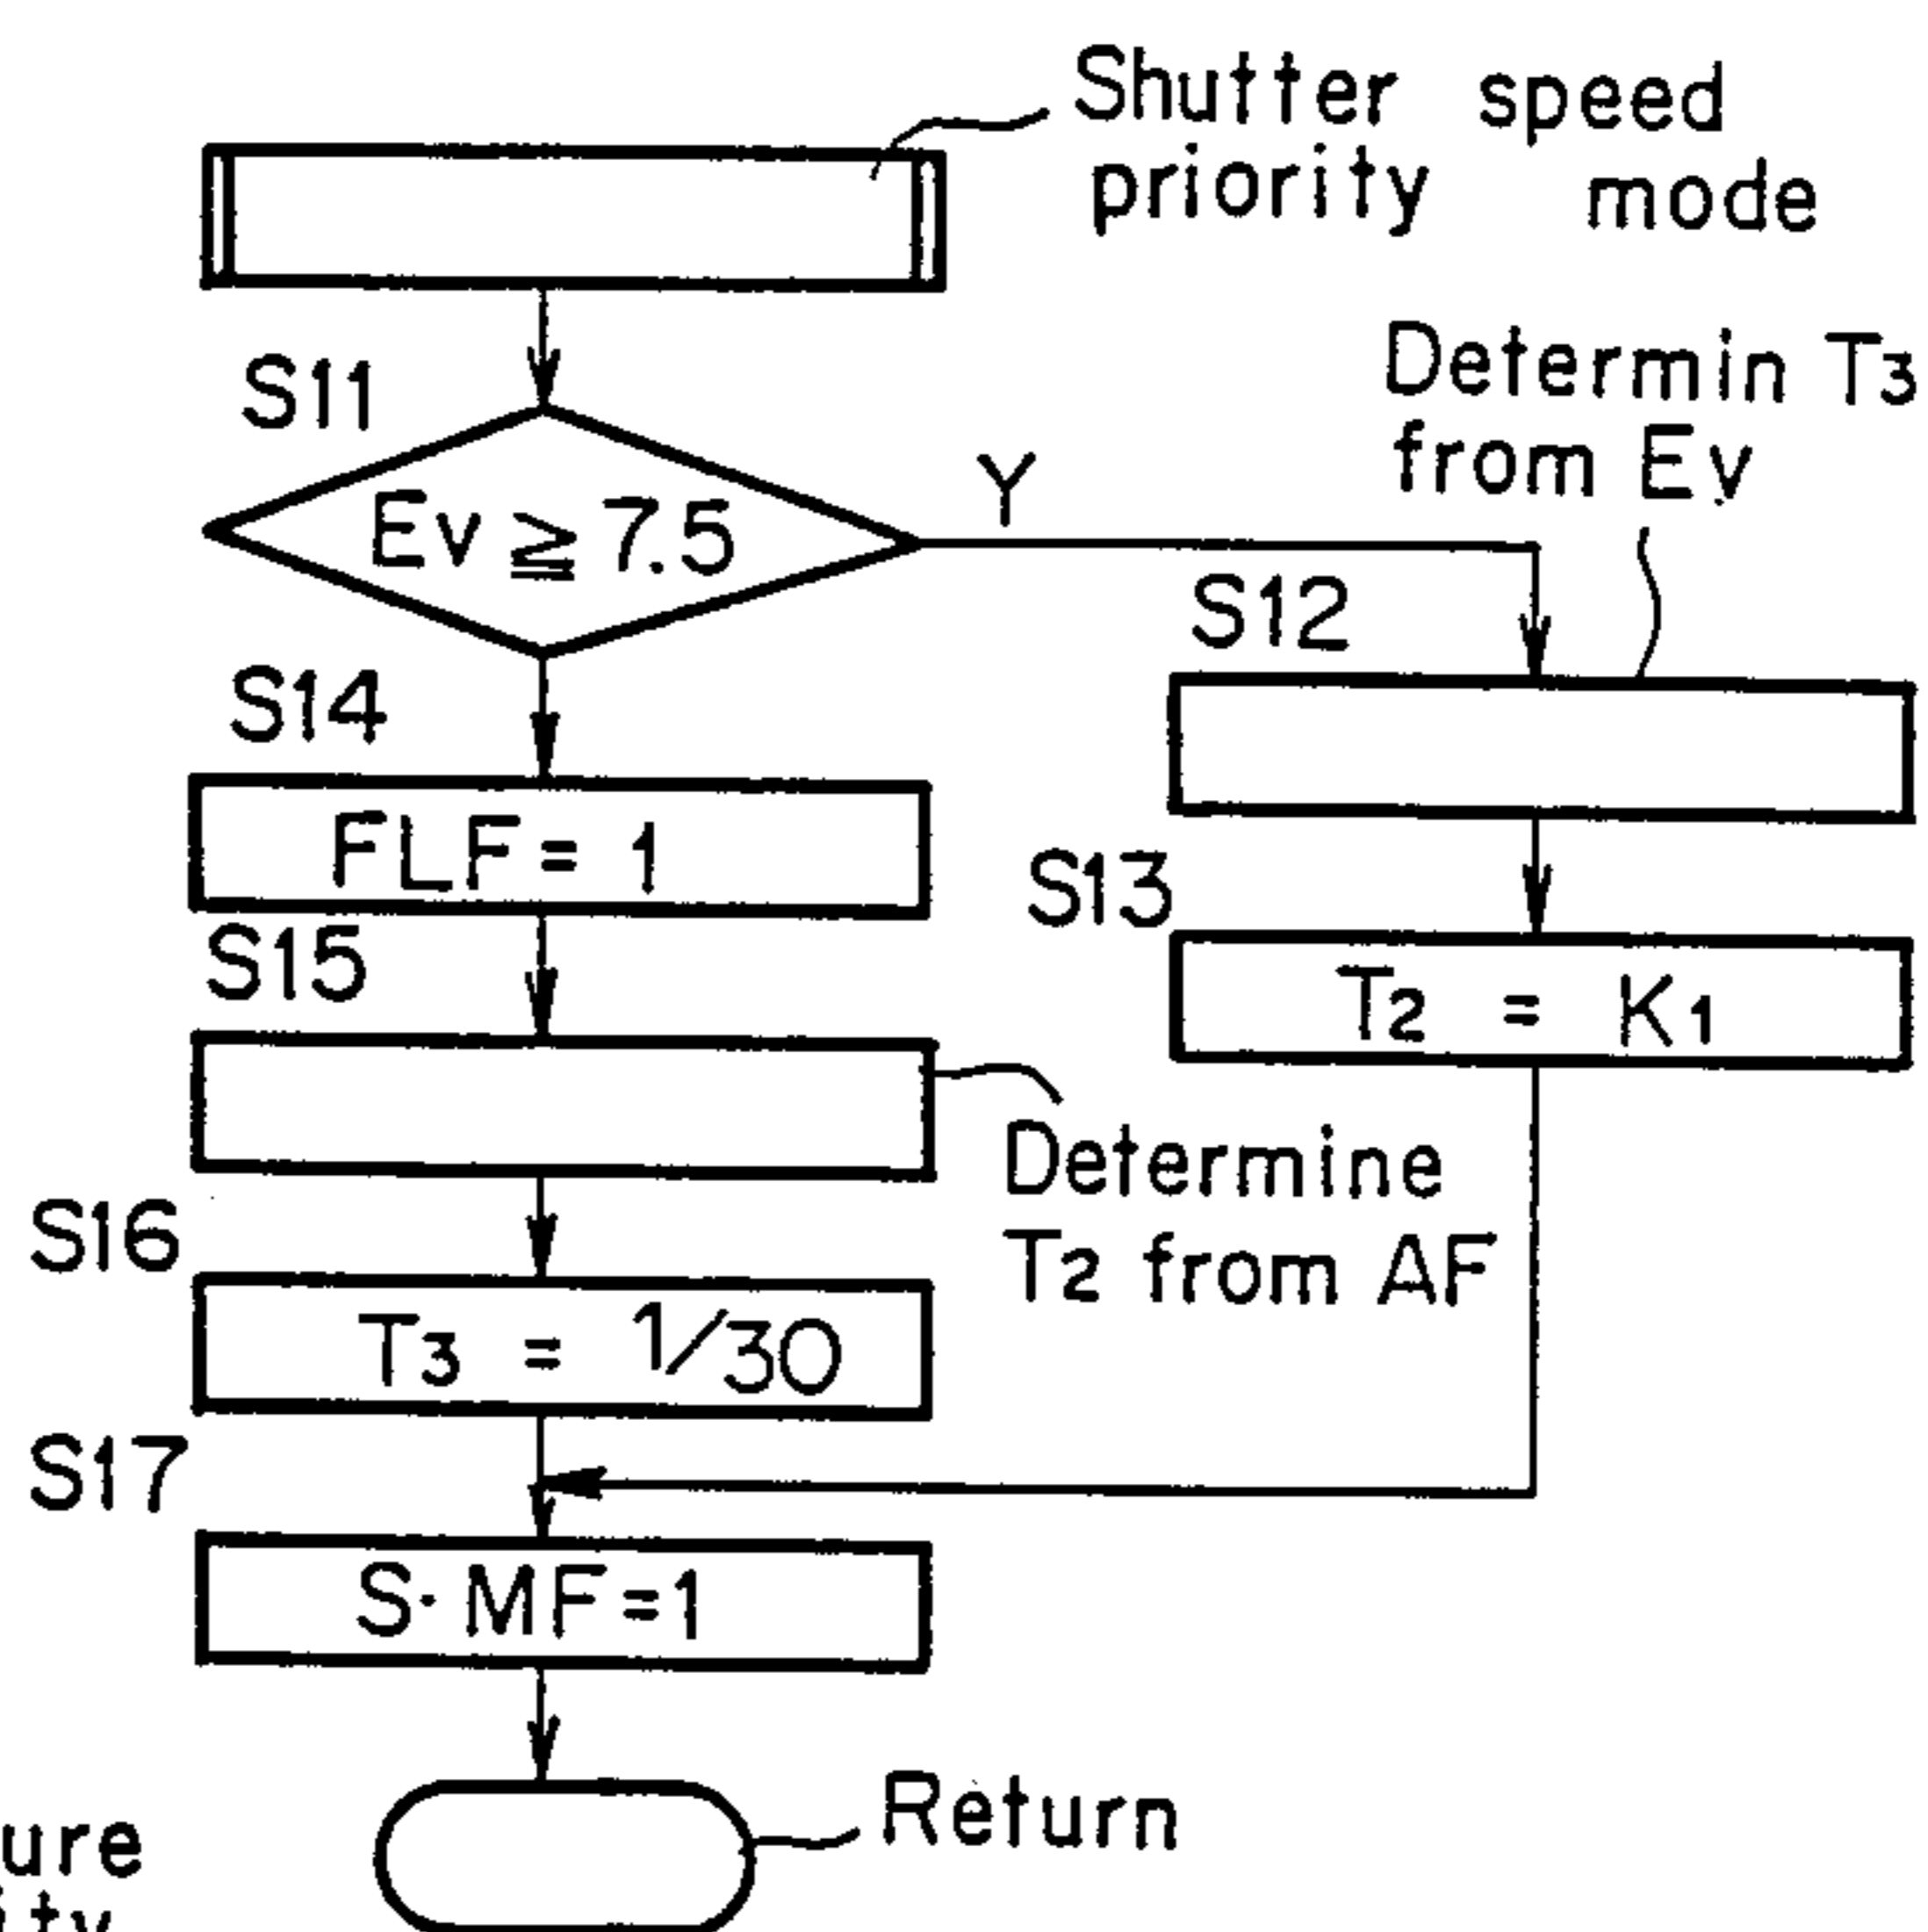 Shutter speed
priority mode
S11
Determin T3
from Ev
Ev ≧ 7.5
Y
S12
S14
FLF = 1
S13
S15
T2 = K1
Determine
T2 from AF
S16
T3 = 1/30
S17
S·MF=1
Return
ure
ity